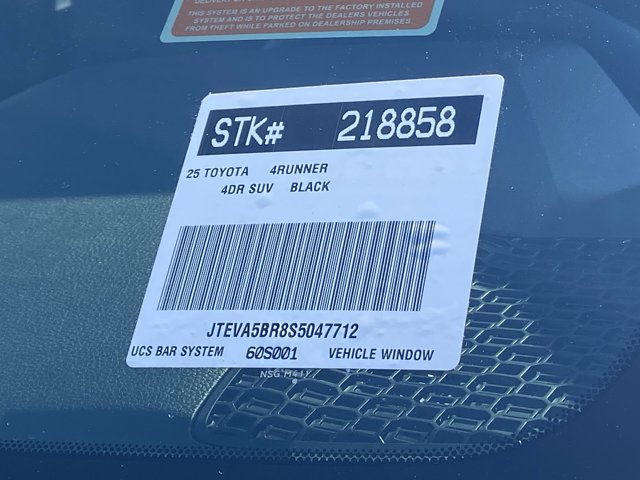 THIS SYSTEM IS AN UPGRADE TO THE FACTORY INSTALLED
SYSTEM AND IS TO PROTECT THE DEALERS VEHICLES
FROM THEFT WHILE PARKED ON DEALERSHIP PREMISES.
STK# 218858
25 TOYOTA 4RUNNER
4DR SUV BLACK
JTEVA5BR8S5047712
UCS BAR SYSTEM 60S001 VEHICLE WINDOW
NSG M41Y